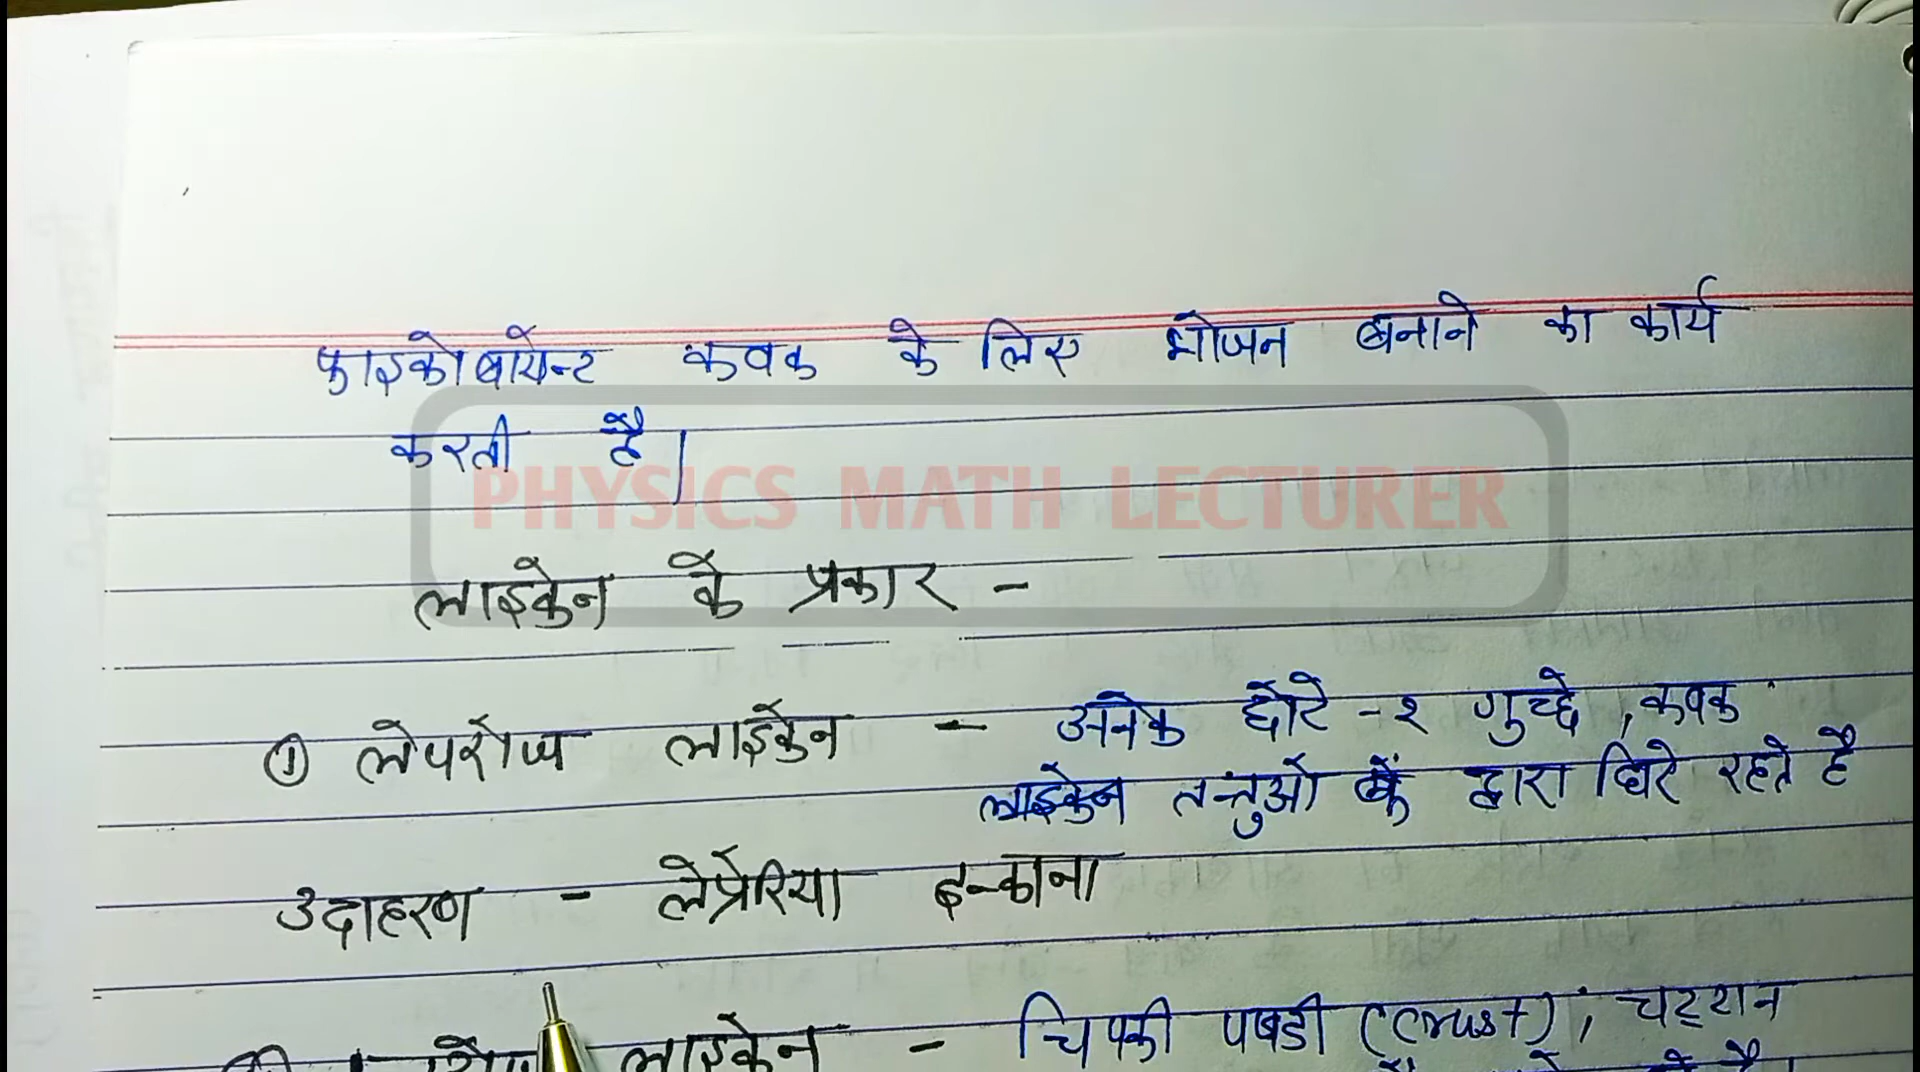 फाइकोबायेन्ट कवक के लिए भोजन बनाने का कार्य
करती है।
PHYSICS MATH LECTURER
लाइकेन के प्रकार -
① लेपरोज लाइकेन - अनेक छोटे -२ गुच्छे, कवक
लाइकेन तन्तुओ के द्वारा घिरे रहते है
उदाहरण - लेप्रेरिया इन्काना
लाइकेन - चिपकी पपडी (crust), चट्टान